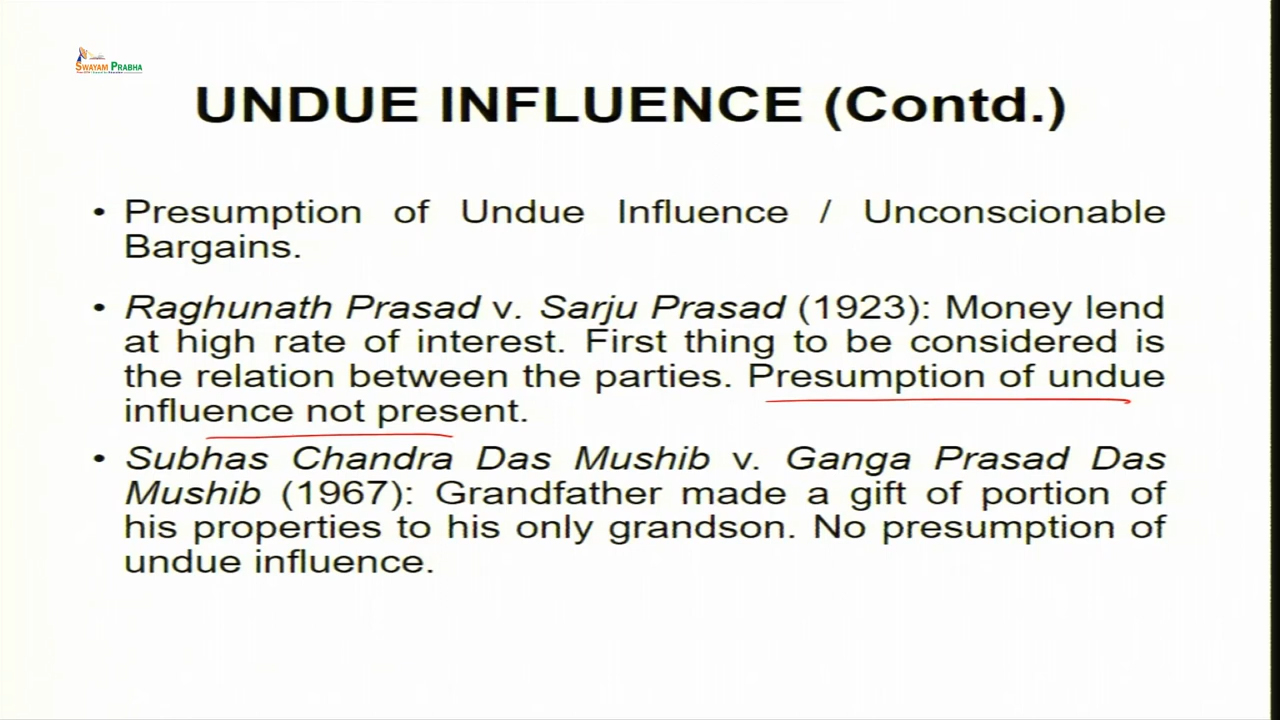 SWAYAM PRABHA
UNDUE INFLUENCE (Contd.)
• Presumption of Undue Influence / Unconscionable
Bargains.
• Raghunath Prasad v. Sarju Prasad (1923): Money lend
at high rate of interest. First thing to be considered is
the relation between the parties. Presumption of undue
influence not present.
• Subhas Chandra Das Mushib v. Ganga Prasad Das
Mushib (1967): Grandfather made a gift of portion of
his properties to his only grandson. No presumption of
undue influence.